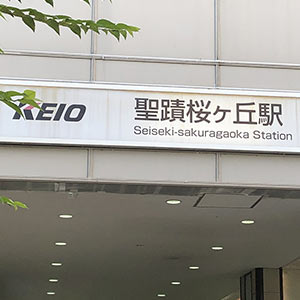 KEIO
聖蹟桜ヶ丘駅
Seiseki-sakuragaoka Station